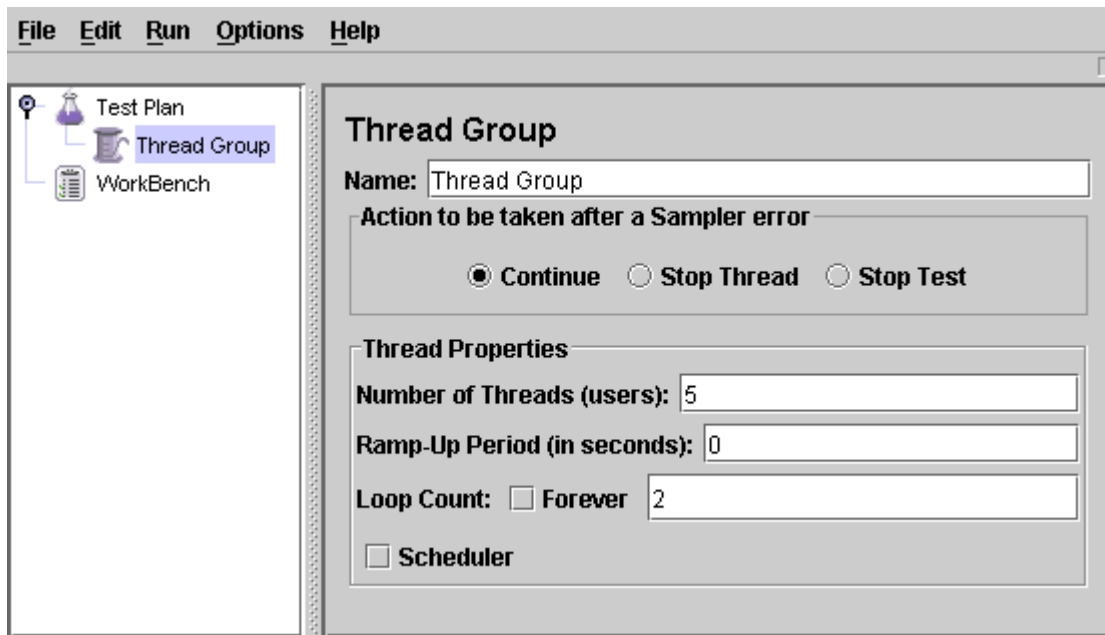 File Edit Run Options Help
Test Plan
Thread Group
WorkBench
Thread Group
Name: Thread Group
Action to be taken after a Sampler error
Continue Stop Thread Stop Test
Thread Properties
Number of Threads (users): 5
Ramp-Up Period (in seconds): 0
Loop Count: Forever 2
Scheduler